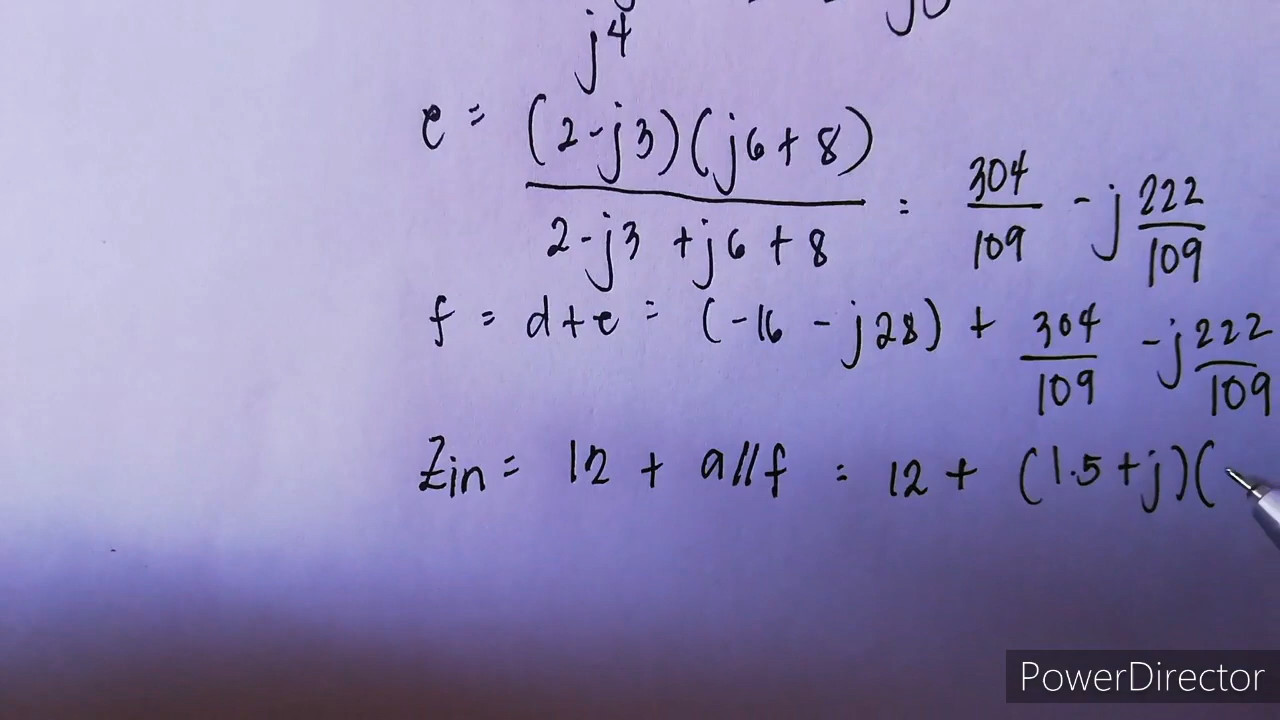 j4
e = (2-j3)(j6+8) / 2-j3 +j6+8 = 304/109 - j 222/109
f = d+e = (-16 - j28) + 304/109 - j 222/109
Zin = 12 + a//f = 12 + (1.5+j)(
PowerDirector